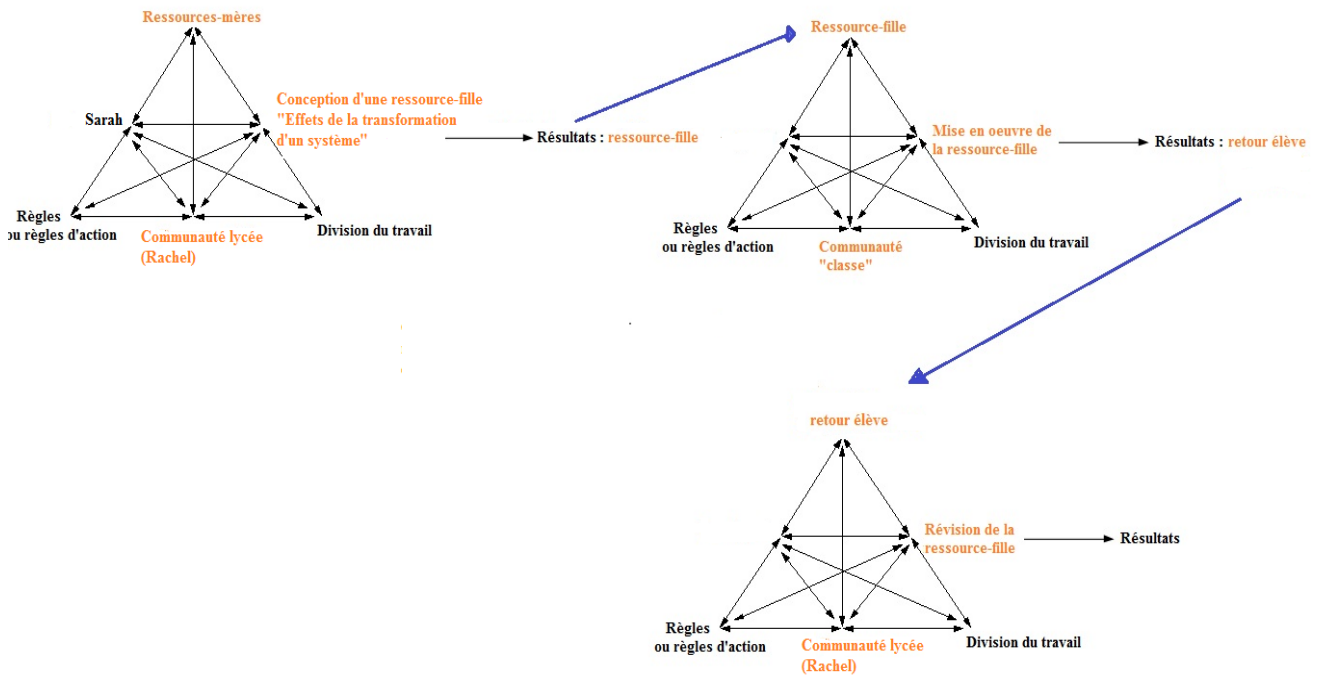 Ressources-mères
Conception d'une ressource-fille
"Effets de la transformation
d'un système"
Sarah
Résultats : ressource-fille
Règles
ou règles d'action
Communauté lycée
(Rachel)
Division du travail
Ressource-fille
Mise en oeuvre de
la ressource-fille
Résultats : retour élève
Règles
ou règles d'action
Communauté
"classe"
Division du travail
retour élève
Révision de la
ressource-fille
Résultats
Règles
ou règles d'action
Communauté lycée
(Rachel)
Division du travail